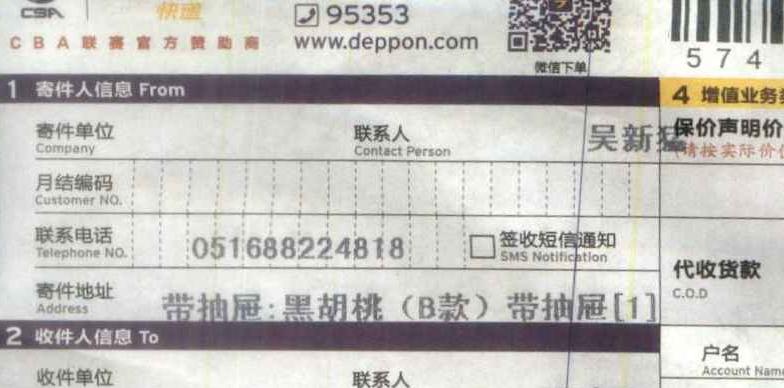 CBA 快递 95353
CBA联赛官方赞助商 www.deppon.com
微信下单
574
1 寄件人信息 From
4 增值业务
寄件单位 联系人 吴新 保价声明价
Company Contact Person 请按实际价
月结编码
Customer NO.
联系电话 051688224818 签收短信通知
Telephone NO. SMS Notification
代收货款
C.O.D
寄件地址 带抽屉:黑胡桃（B款）带抽屉[1]
Address
2 收件人信息 To
户名
Account Name
收件单位 联系人